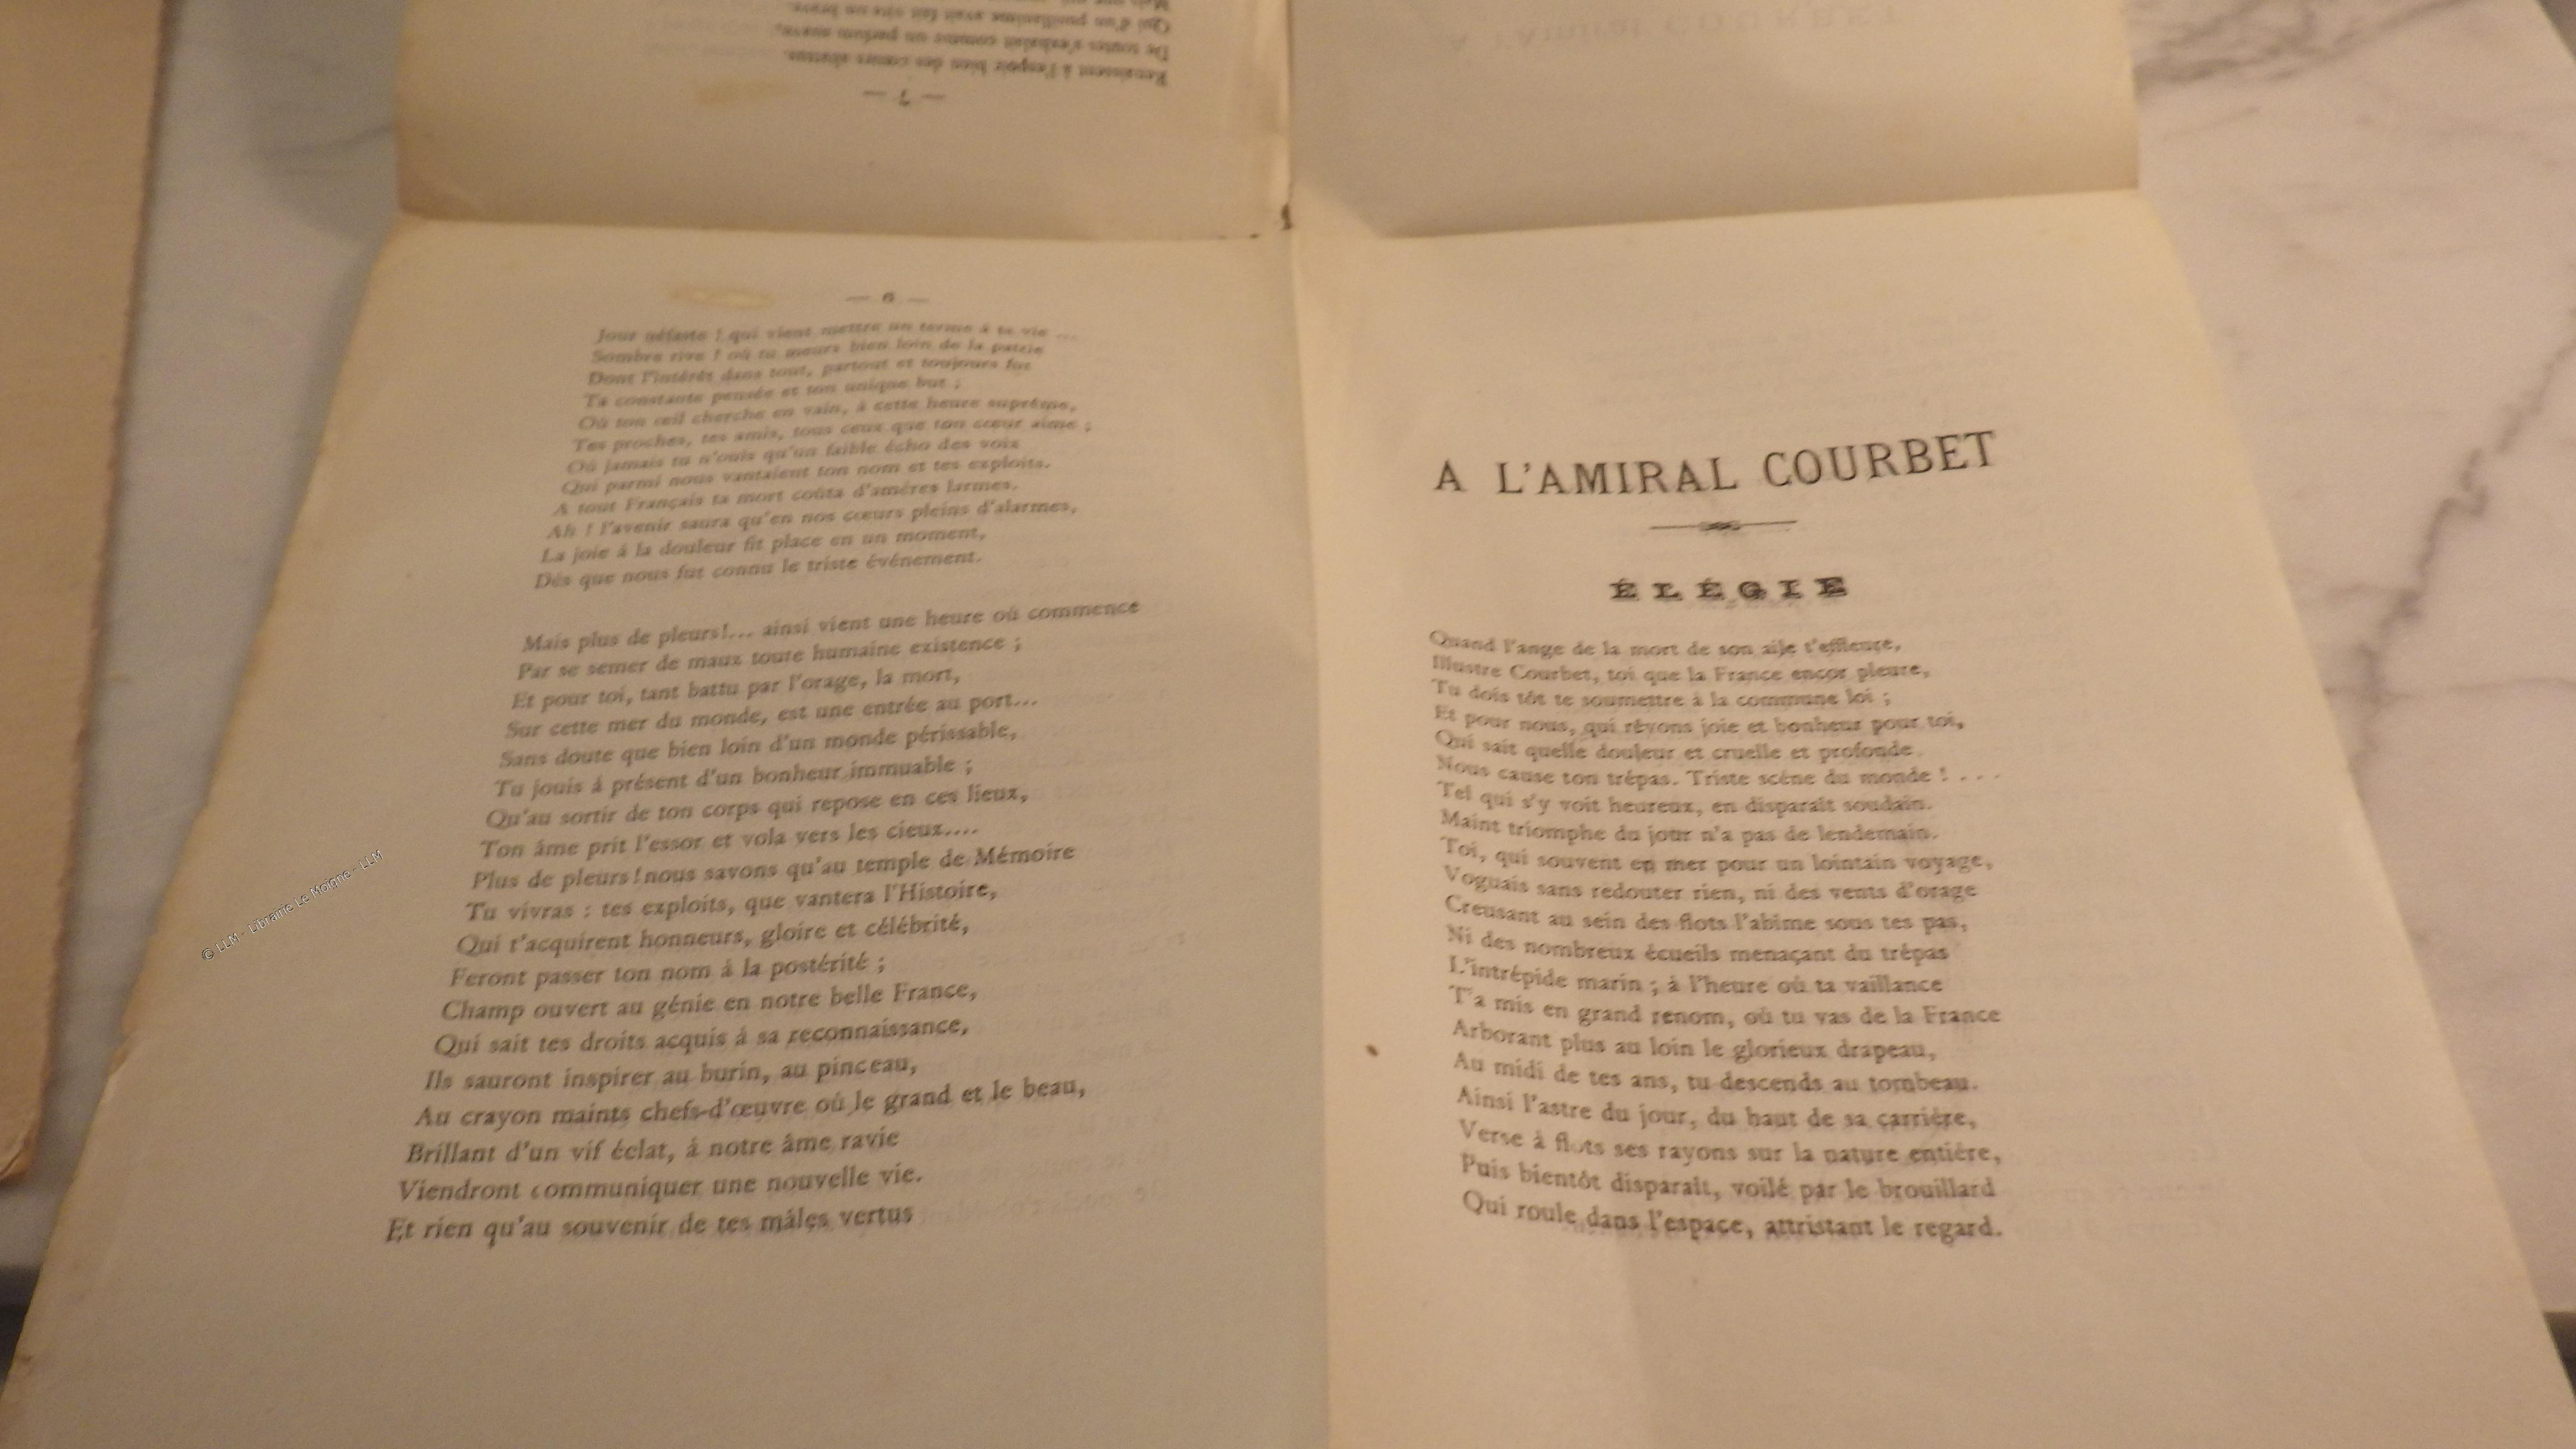 A L'AMIRAL COURBET
ÉLÉGIE
Quand l'ange de la mort de son aile t'effleure,
Illustre Courbet, toi que la France encor pleure,
Tu dois tôt te soumettre à la commune loi ;
Et pour nous, qui rêvons joie et bonheur pour toi,
Qui sait quelle douleur et cruelle et profonde
Nous cause ton trépas. Triste scène du monde ! . . .
Tel qui s'y voit heureux, en disparaît soudain.
Maint triomphe du jour n'a pas de lendemain.
Toi, qui souvent en mer pour un lointain voyage,
Voguais sans redouter rien, ni des vents d'orage
Creusant au sein des flots l'abîme sous tes pas,
Ni des nombreux écueils menaçant du trépas
L'intrépide marin ; à l'heure où ta vaillance
T'a mis en grand renom, où tu vas de la France
Arborant plus au loin le glorieux drapeau,
Au midi de tes ans, tu descends au tombeau.
Ainsi l'astre du jour, du haut de sa carrière,
Verse à flots ses rayons sur la nature entière,
Puis bientôt disparaît, voilé par le brouillard
Qui roule dans l'espace, attristant le regard.
— 6 —
Jour néfaste ! qui vient mettre un terme à ta vie ...
Sombre rive ! où tu meurs bien loin de la patrie
Dont l'intérêt dans tout, partout et toujours fut
Ta constante pensée et ton unique but ;
Où ton œil cherche en vain, à cette heure suprême,
Tes proches, tes amis, tous ceux que ton cœur aime ;
Où jamais tu n'ouïs qu'un faible écho des voix
Qui parmi nous vantaient ton nom et tes exploits.
A tout Français ta mort coûta d'amères larmes.
Ah ! l'avenir saura qu'en nos cœurs pleins d'alarmes,
La joie à la douleur fit place en un moment,
Dès que nous fut connu le triste événement.
Mais plus de pleurs!... ainsi vient une heure où commence
Par se semer de maux toute humaine existence ;
Et pour toi, tant battu par l'orage, la mort,
Sur cette mer du monde, est une entrée au port...
Sans doute que bien loin d'un monde périssable,
Tu jouis à présent d'un bonheur immuable ;
Qu'au sortir de ton corps qui repose en ces lieux,
Ton âme prit l'essor et vola vers les cieux....
Plus de pleurs!nous savons qu'au temple de Mémoire
Tu vivras : tes exploits, que vantera l'Histoire,
Qui t'acquirent honneurs, gloire et célébrité,
Feront passer ton nom à la postérité ;
Champ ouvert au génie en notre belle France,
Qui sait tes droits acquis à sa reconnaissance,
Ils sauront inspirer au burin, au pinceau,
Au crayon maints chefs-d'œuvre où le grand et le beau,
Brillant d'un vif éclat, à notre âme ravie
Viendront communiquer une nouvelle vie.
Et rien qu'au souvenir de tes mâles vertus
— 7 —
Renaissent à l'espoir bien des cœurs abattus.
De toutes s'exhalait comme un parfum suave,
Qui d'un pusillanime avait fait vite un brave.
© LLM - Librairie Le Moigne - LLM